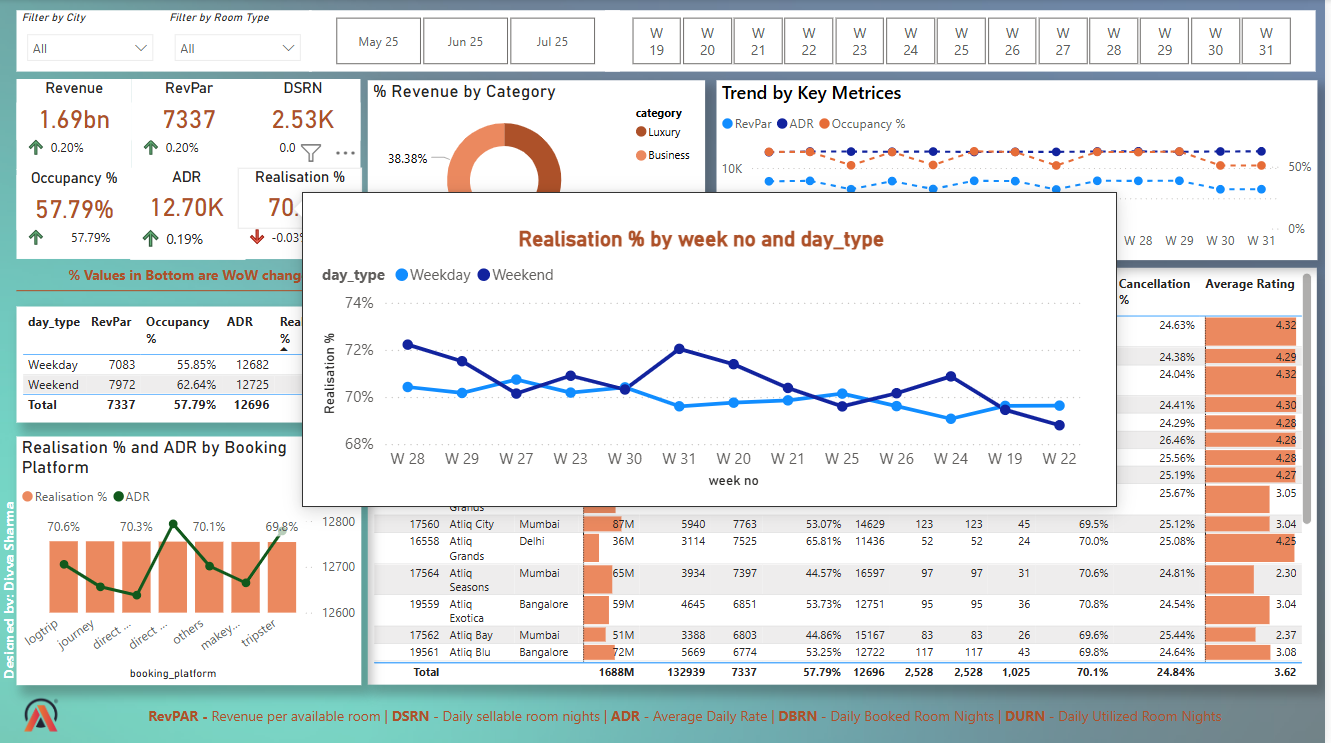 Filter by City
Filter by Room Type
All
All
May 25
Jun 25
Jul 25
W 19
W 20
W 21
W 22
W 23
W 24
W 25
W 26
W 27
W 28
W 29
W 30
W 31
Revenue
1.69bn
0.20%
RevPar
7337
0.20%
DSRN
2.53K
0.0
Occupancy %
57.79%
57.79%
ADR
12.70K
0.19%
Realisation %
70.
-0.03
% Values in Bottom are WoW chang
% Revenue by Category
38.38%
category
Luxury
Business
Trend by Key Metrices
RevPar ADR Occupancy %
10K
50%
0%
W 28 W 29 W 30 W 31
Realisation % by week no and day_type
day_type Weekday Weekend
Realisation %
74%
72%
70%
68%
W 28 W 29 W 27 W 23 W 30 W 31 W 20 W 21 W 25 W 26 W 24 W 19 W 22
week no
day_type RevPar Occupancy % ADR Rea %
Weekday 7083 55.85% 12682
Weekend 7972 62.64% 12725
Total 7337 57.79% 12696
Realisation % and ADR by Booking
Platform
Realisation % ADR
70.6% 70.3% 70.1% 69.8%
12800
12700
12600
logtrip journey direct ... direct ... others makey... tripster
booking_platform
Cancellation % Average Rating
24.63% 4.32
24.38% 4.29
24.04% 4.32
24.41% 4.30
24.29% 4.28
26.46% 4.28
25.56% 4.28
25.19% 4.27
25.67% 3.05
Grands
17560 Atliq City Mumbai 87M 5940 7763 53.07% 14629 123 123 45 69.5% 25.12% 3.04
16558 Atliq Grands Delhi 36M 3114 7525 65.81% 11436 52 52 24 70.0% 25.08% 4.25
17564 Atliq Seasons Mumbai 65M 3934 7397 44.57% 16597 97 97 31 70.6% 24.81% 2.30
19559 Atliq Exotica Bangalore 59M 4645 6851 53.73% 12751 95 95 36 70.8% 24.54% 3.04
17562 Atliq Bay Mumbai 51M 3388 6803 44.86% 15167 83 83 26 69.6% 25.44% 2.37
19561 Atliq Blu Bangalore 72M 5669 6774 53.25% 12722 117 117 43 69.8% 24.64% 3.08
Total 1688M 132939 7337 57.79% 12696 2,528 2,528 1,025 70.1% 24.84% 3.62
Designed by: Divya Sharma
RevPAR - Revenue per available room | DSRN - Daily sellable room nights | ADR - Average Daily Rate | DBRN - Daily Booked Room Nights | DURN - Daily Utilized Room Nights